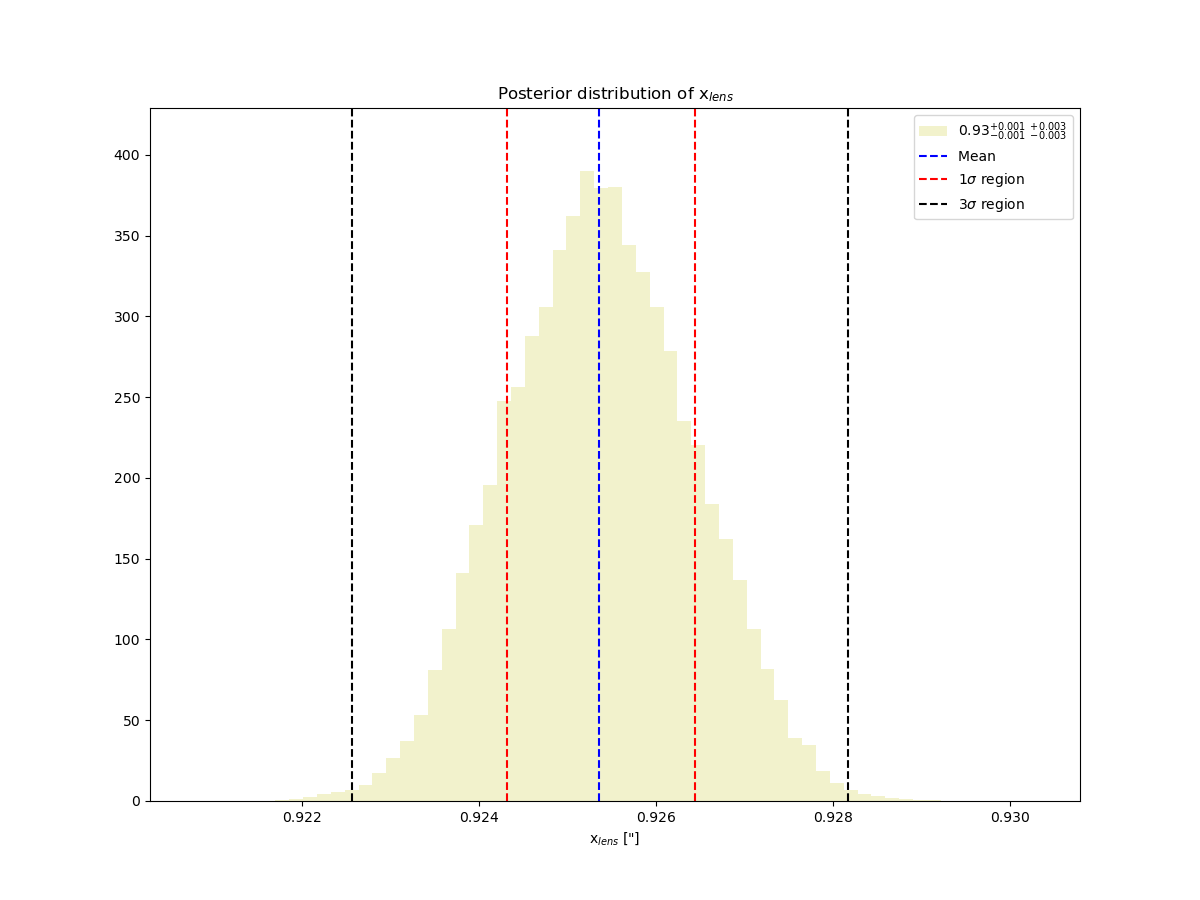 Posterior distribution of x_lens
0.93^{+0.001 +0.003}_{-0.001 -0.003}
Mean
1σ region
3σ region
400
350
300
250
200
150
100
50
0
0.922 0.924 0.926 0.928 0.930
x_lens ["]